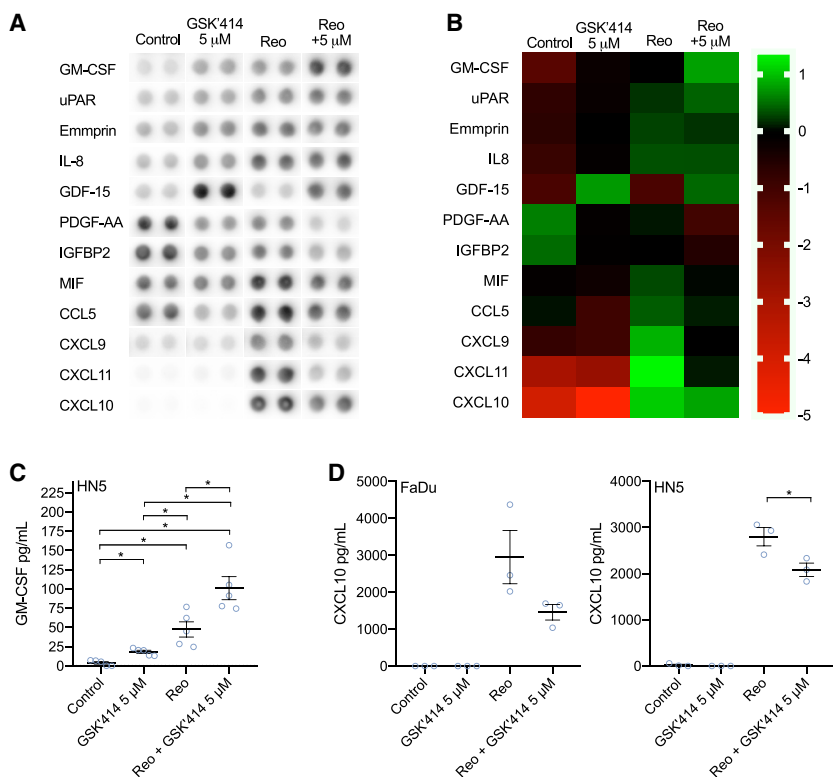 A
Control
GSK'414
5 μM
Reo
Reo
+5 μM
GM-CSF
uPAR
Emmprin
IL-8
GDF-15
PDGF-AA
IGFBP2
MIF
CCL5
CXCL9
CXCL11
CXCL10
B
Control
GSK'414
5 μM
Reo
Reo
+5 μM
GM-CSF
uPAR
Emmprin
IL8
GDF-15
PDGF-AA
IGFBP2
MIF
CCL5
CXCL9
CXCL11
CXCL10
1
0
-1
-2
-3
-4
-5
C
HN5
GM-CSF pg/mL
225
200
175
150
125
100
75
50
25
0
* * * * * *
Control
GSK'414 5 μM
Reo
Reo + GSK'414 5 μM
D
FaDu
CXCL10 pg/mL
5000
4000
3000
2000
1000
0
Control
GSK'414 5 μM
Reo
Reo + GSK'414 5 μM
HN5
CXCL10 pg/mL
4000
3000
2000
1000
0
*
Control
GSK'414 5 μM
Reo
Reo + GSK'414 5 μM